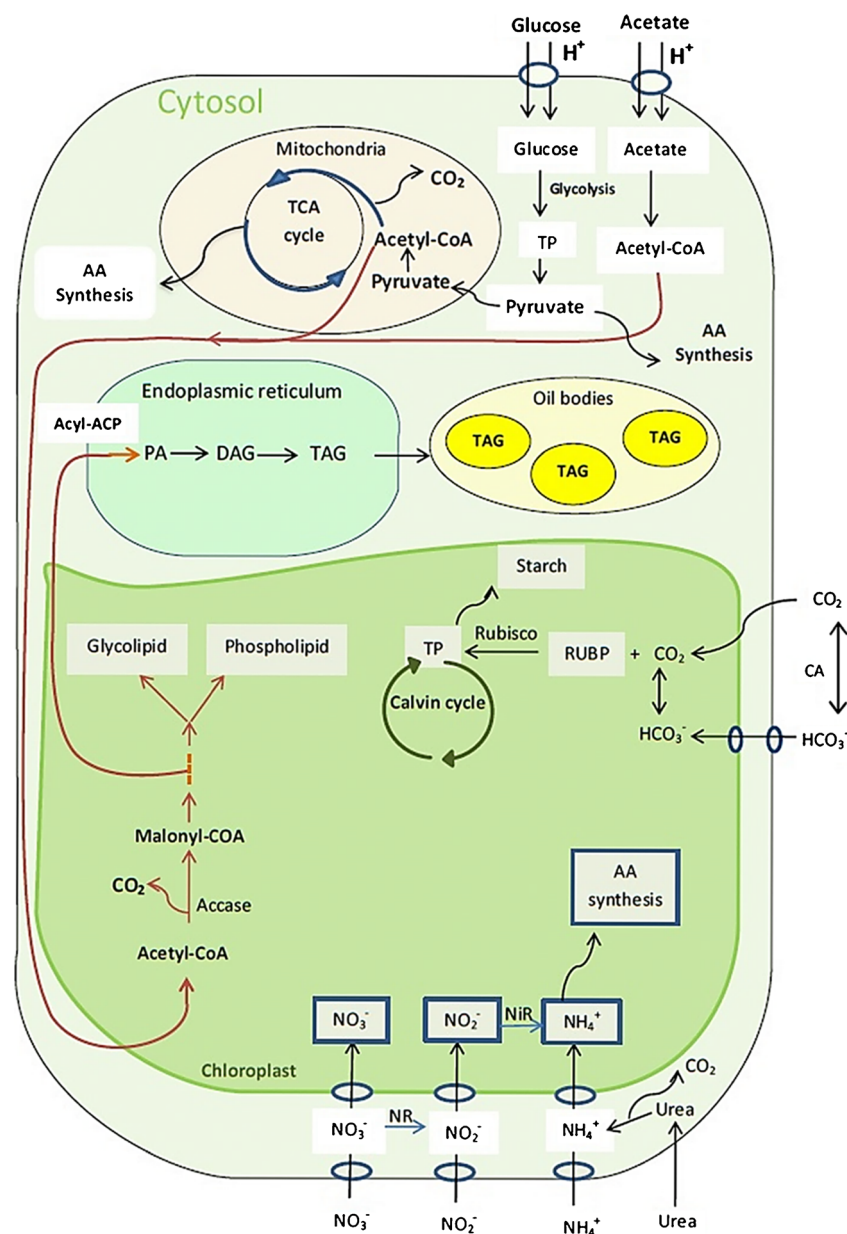 Glucose
Acetate
H⁺
H⁺
Cytosol
Mitochondria
Glucose
Acetate
CO₂
Glycolysis
TCA
cycle
Acetyl-CoA
TP
Acetyl-CoA
AA
Synthesis
Pyruvate
Pyruvate
AA
Synthesis
Endoplasmic reticulum
Oil bodies
Acyl-ACP
PA
DAG
TAG
TAG
TAG
TAG
Starch
CO₂
Glycolipid
Phospholipid
TP
Rubisco
RUBP + CO₂
CA
Calvin cycle
HCO₃⁻
HCO₃⁻
Malonyl-COA
CO₂
Accase
AA
synthesis
Acetyl-CoA
NO₃⁻
NO₂⁻
NiR
NH₄⁺
Chloroplast
CO₂
NO₃⁻
NR
NO₂⁻
NH₄⁺
Urea
NO₃⁻
NO₂⁻
NH₄⁺
Urea